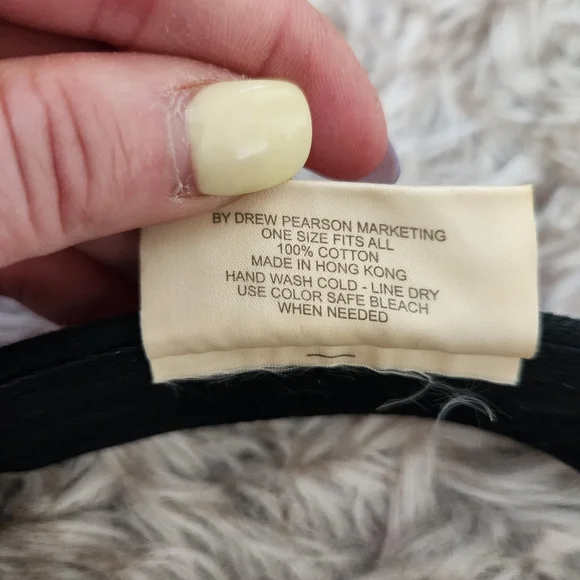 BY DREW PEARSON MARKETING
ONE SIZE FITS ALL
100% COTTON
MADE IN HONG KONG
HAND WASH COLD - LINE DRY
USE COLOR SAFE BLEACH
WHEN NEEDED